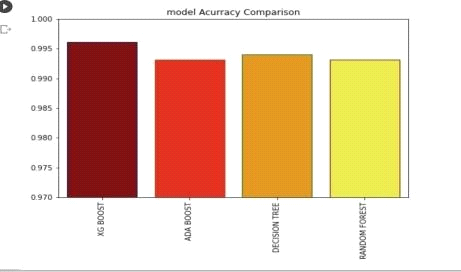 model Acurracy Comparison
1.000
0.995
0.990
0.985
0.980
0.975
0.970
XG BOOST
ADA BOOST
DECISION TREE
RANDOM FOREST